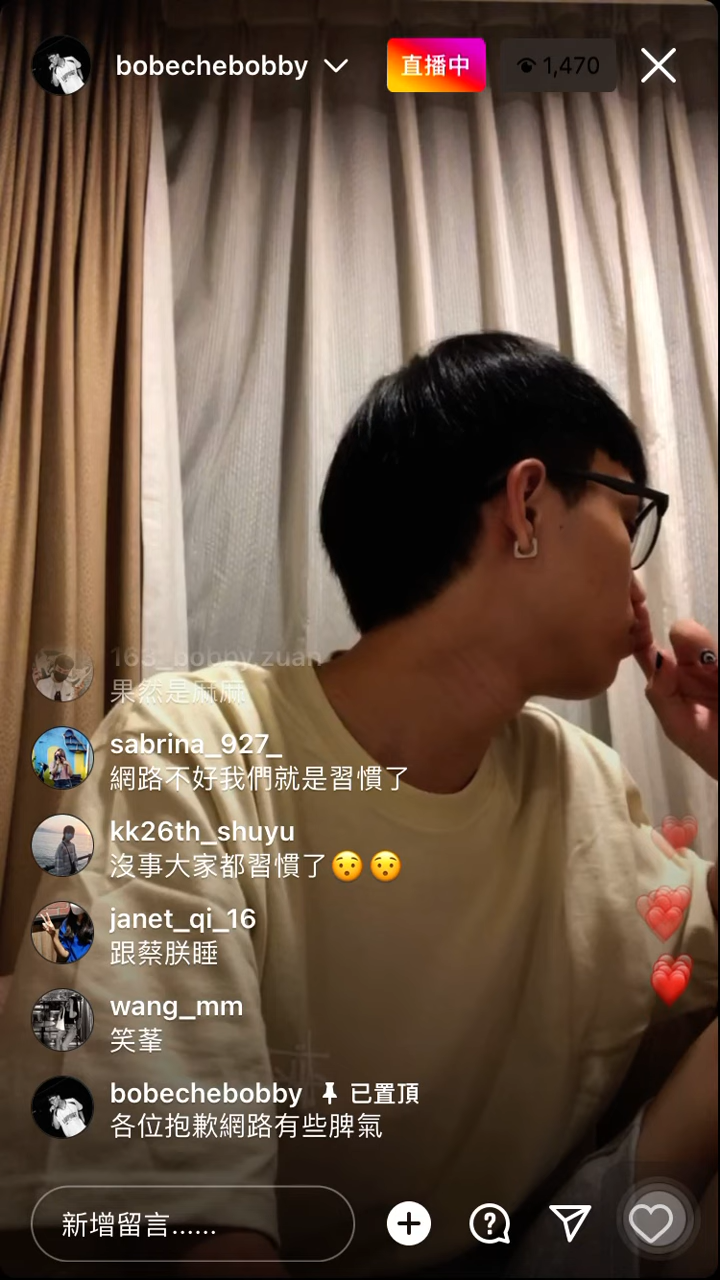 bobechebobby
直播中
1,470
163_bobby.zuan
果然是麻麻
sabrina_927_
網路不好我們就是習慣了
kk26th_shuyu
沒事大家都習慣了😯😯
janet_qi_16
跟蔡朕睡
wang_mm
笑鞤
bobechebobby 已置頂
各位抱歉網路有些脾氣
新增留言......